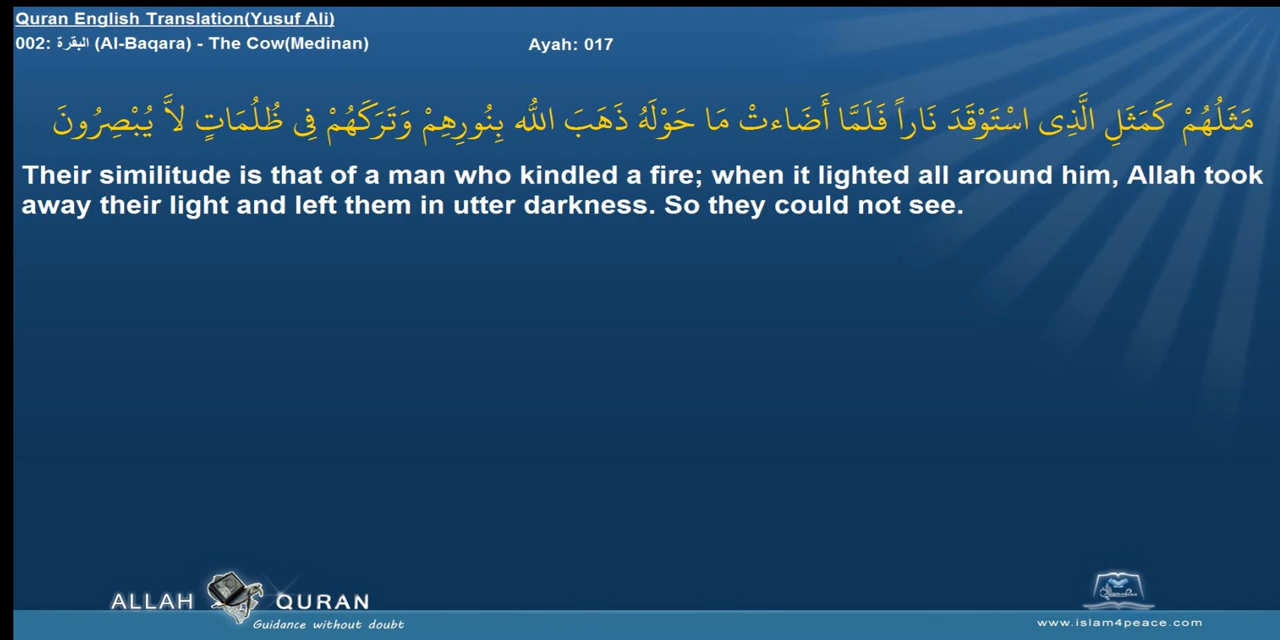 Quran English Translation(Yusuf Ali)
002: البقرة (Al-Baqara) - The Cow(Medinan)
Ayah: 017
مَثَلُهُمْ كَمَثَلِ الَّذِى اسْتَوْقَدَ نَاراً فَلَمَّا أَضَاءتْ مَا حَوْلَهُ ذَهَبَ اللّه بِنُورِهِمْ وَتَرَكَهُمْ فِى ظُلُمَاتٍ لاَّ يُبْصِرُونَ
Their similitude is that of a man who kindled a fire; when it lighted all around him, Allah took
away their light and left them in utter darkness. So they could not see.
ALLAH QURAN
Guidance without doubt
www.islam4peace.com